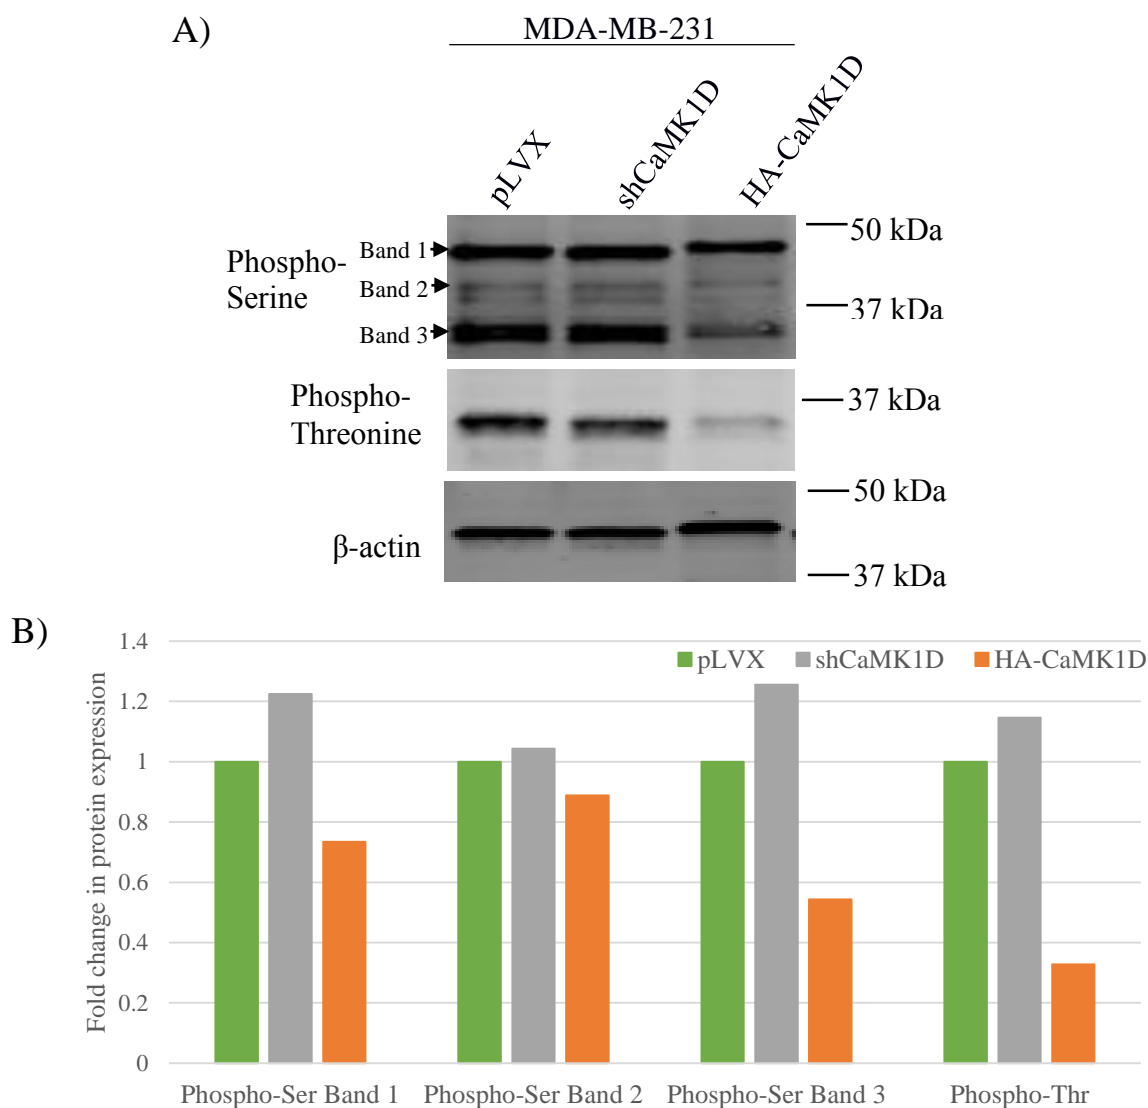 A)
MDA-MB-231
pLVX
shCaMK1D
HA-CaMK1D
Phospho-
Serine
Band 1
Band 2
Band 3
50 kDa
37 kDa
Phospho-
Threonine
37 kDa
β-actin
50 kDa
37 kDa
B)
Fold change in protein expression
1.4
1.2
1
0.8
0.6
0.4
0.2
0
pLVX shCaMK1D HA-CaMK1D
Phospho-Ser Band 1 Phospho-Ser Band 2 Phospho-Ser Band 3 Phospho-Thr